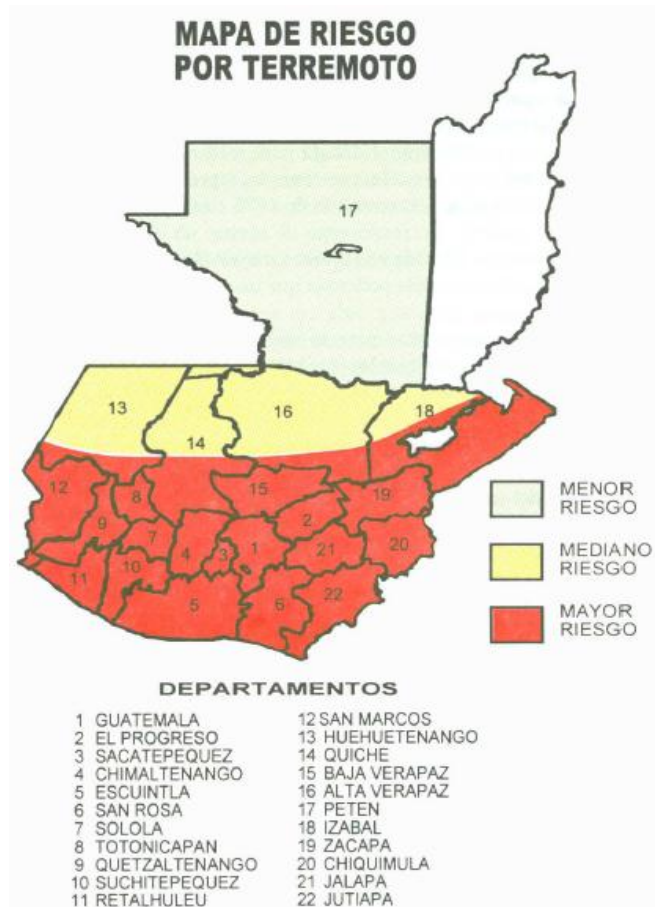 MAPA DE RIESGO
POR TERREMOTO
17
13
14
16
18
12
9
8
7
11
10
4
3
1
15
2
19
21
20
5
6
22
MENOR
RIESGO
MEDIANO
RIESGO
MAYOR
RIESGO
DEPARTAMENTOS
1 GUATEMALA
2 EL PROGRESO
3 SACATEPEQUEZ
4 CHIMALTENANGO
5 ESCUINTLA
6 SAN ROSA
7 SOLOLA
8 TOTONICAPAN
9 QUETZALTENANGO
10 SUCHITEPEQUEZ
11 RETALHULEU
12 SAN MARCOS
13 HUEHUETENANGO
14 QUICHE
15 BAJA VERAPAZ
16 ALTA VERAPAZ
17 PETEN
18 IZABAL
19 ZACAPA
20 CHIQUIMULA
21 JALAPA
22 JUTIAPA